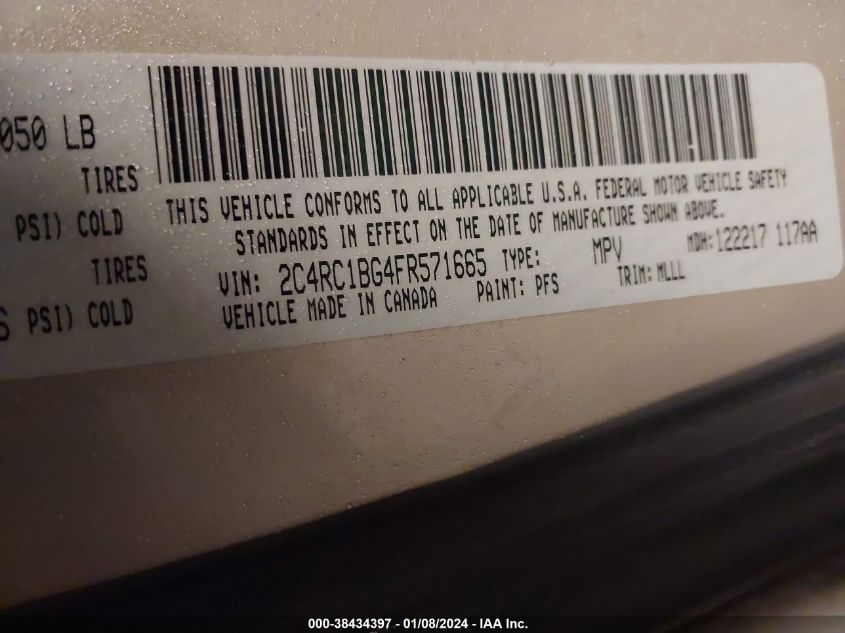 050 LB
TIRES
PSI) COLD
TIRES
PSI) COLD
THIS VEHICLE CONFORMS TO ALL APPLICABLE U.S.A. FEDERAL MOTOR VEHICLE SAFETY
STANDARDS IN EFFECT ON THE DATE OF MANUFACTURE SHOWN ABOVE.
VIN: 2C4RC1BG4FR571665 TYPE: MPV MDH:122217 117AA
VEHICLE MADE IN CANADA PAINT: PFS TRIM: MLLL
000-38434397 - 01/08/2024 - IAA Inc.